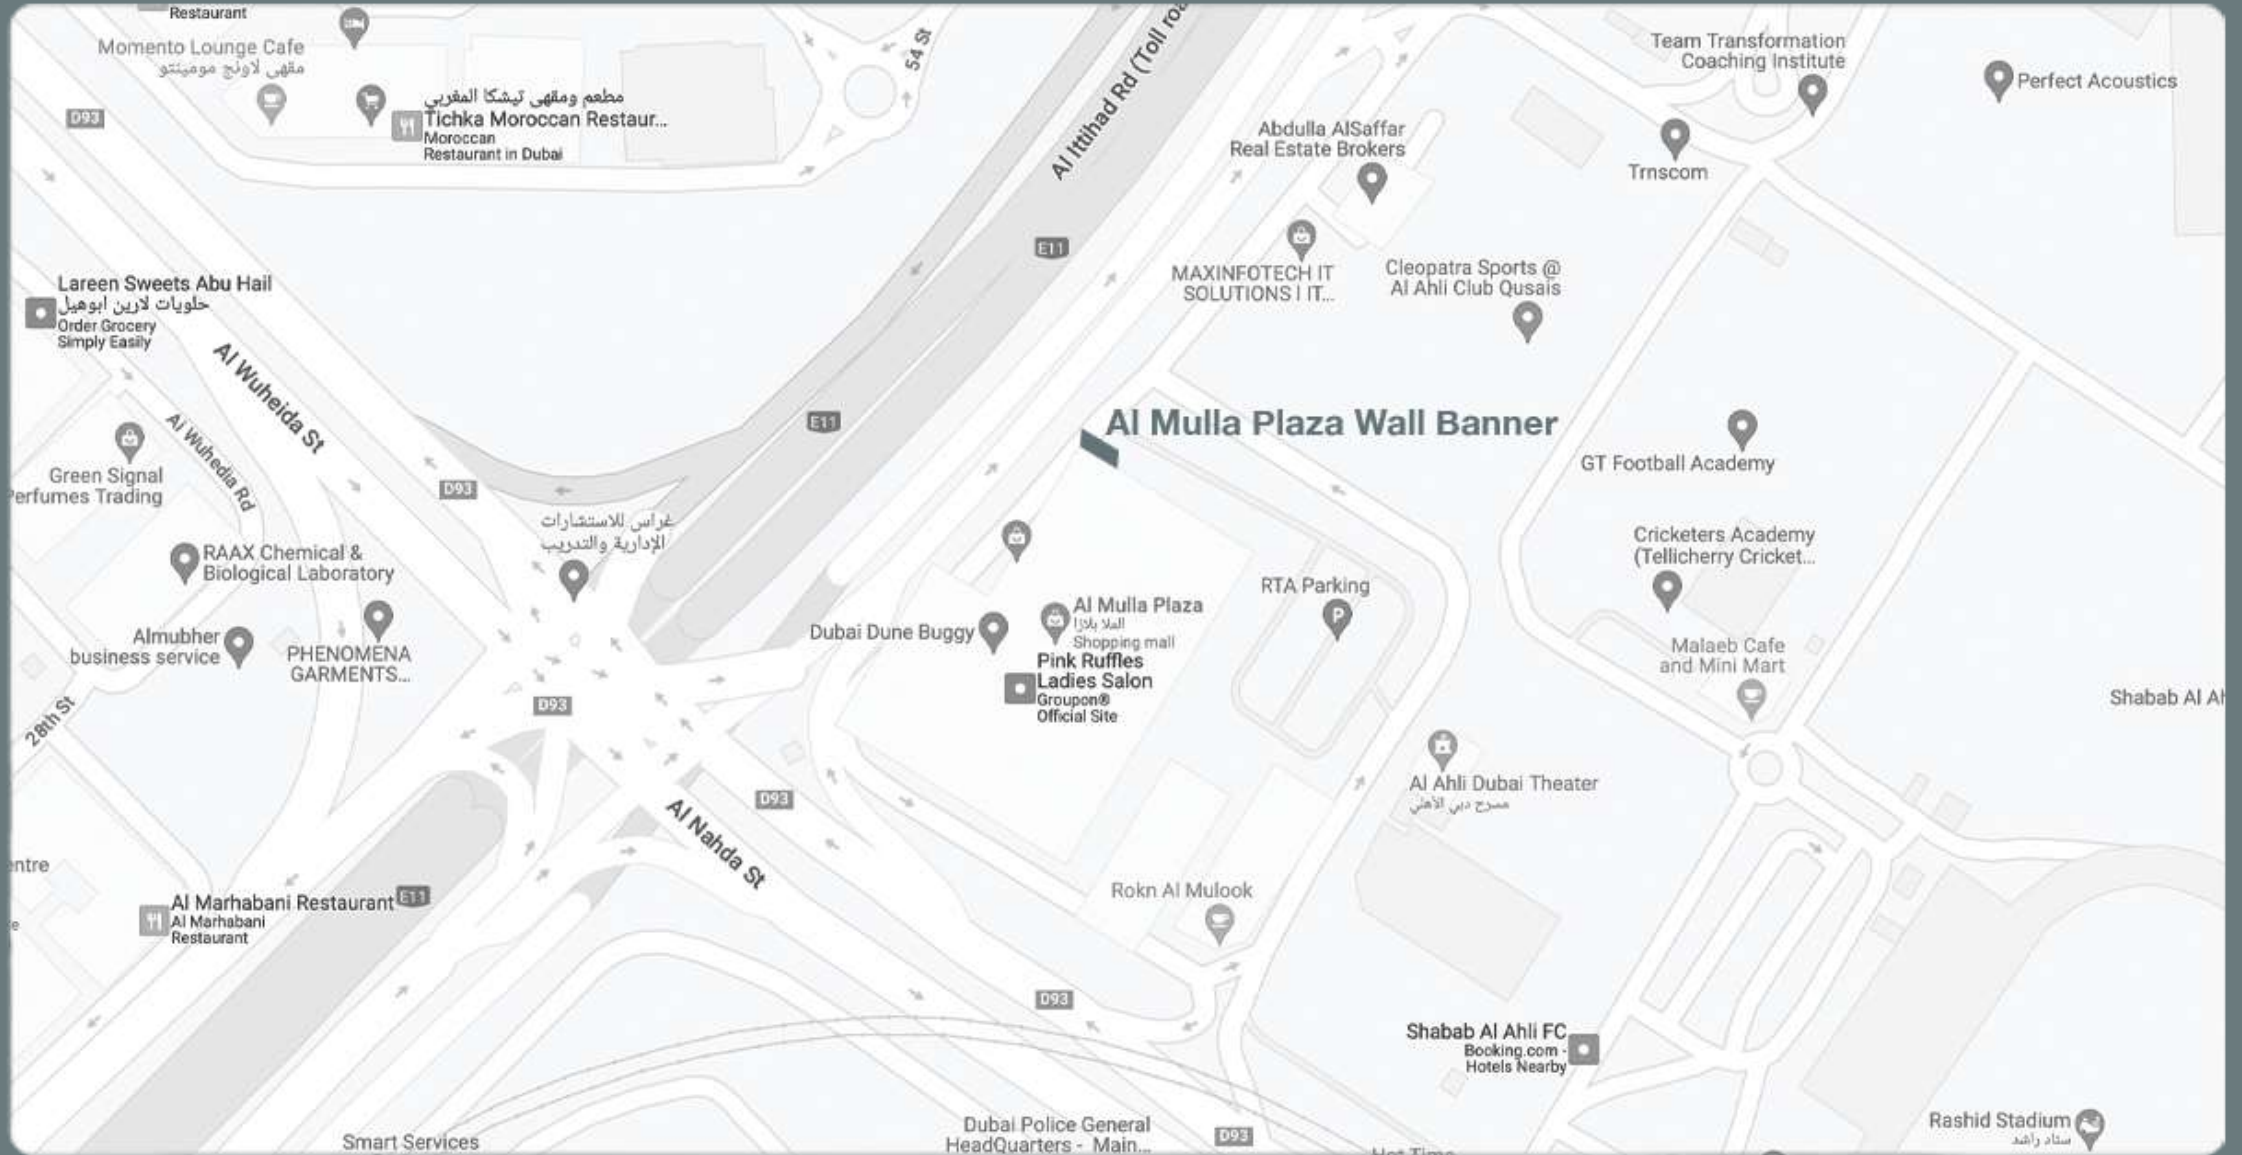 Restaurant
Momento Lounge Cafe
مقهى لاونج مومينتو
D93
مطعم ومقهى تيشكا المغربي
Tichka Moroccan Restaur...
Moroccan
Restaurant in Dubai
54 St
Al Ittihad Rd (Toll roa
Team Transformation
Coaching Institute
Perfect Acoustics
Abdulla AlSaffar
Real Estate Brokers
Trnscom
E11
MAXINFOTECH IT
SOLUTIONS I IT...
Cleopatra Sports @
Al Ahli Club Qusais
Lareen Sweets Abu Hail
حلويات لارين ابوهيل
Order Grocery
Simply Easily
Al Wuheida St
Al Wuhedia Rd
E11
Al Mulla Plaza Wall Banner
GT Football Academy
Green Signal
Perfumes Trading
D93
غراس للاستشارات
الإدارية والتدريب
Cricketers Academy
(Tellicherry Cricket...
RAAX Chemical &
Biological Laboratory
RTA Parking
Al Mulla Plaza
الملا بلازا
Shopping mall
Dubai Dune Buggy
Pink Ruffles
Ladies Salon
Groupon®
Official Site
Almubher
business service
PHENOMENA
GARMENTS...
Malaeb Cafe
and Mini Mart
Shabab Al Ah
28th St
D93
Al Ahli Dubai Theater
مسرح دبي الأهلي
D93
Al Nahda St
entre
Al Marhabani Restaurant
Al Marhabani
Restaurant
E11
e
Rokn Al Mulook
P
D93
Shabab Al Ahli FC
Booking.com -
Hotels Nearby
Dubai Police General
HeadQuarters - Main...
D93
Smart Services
Rashid Stadium
ستاد راشد